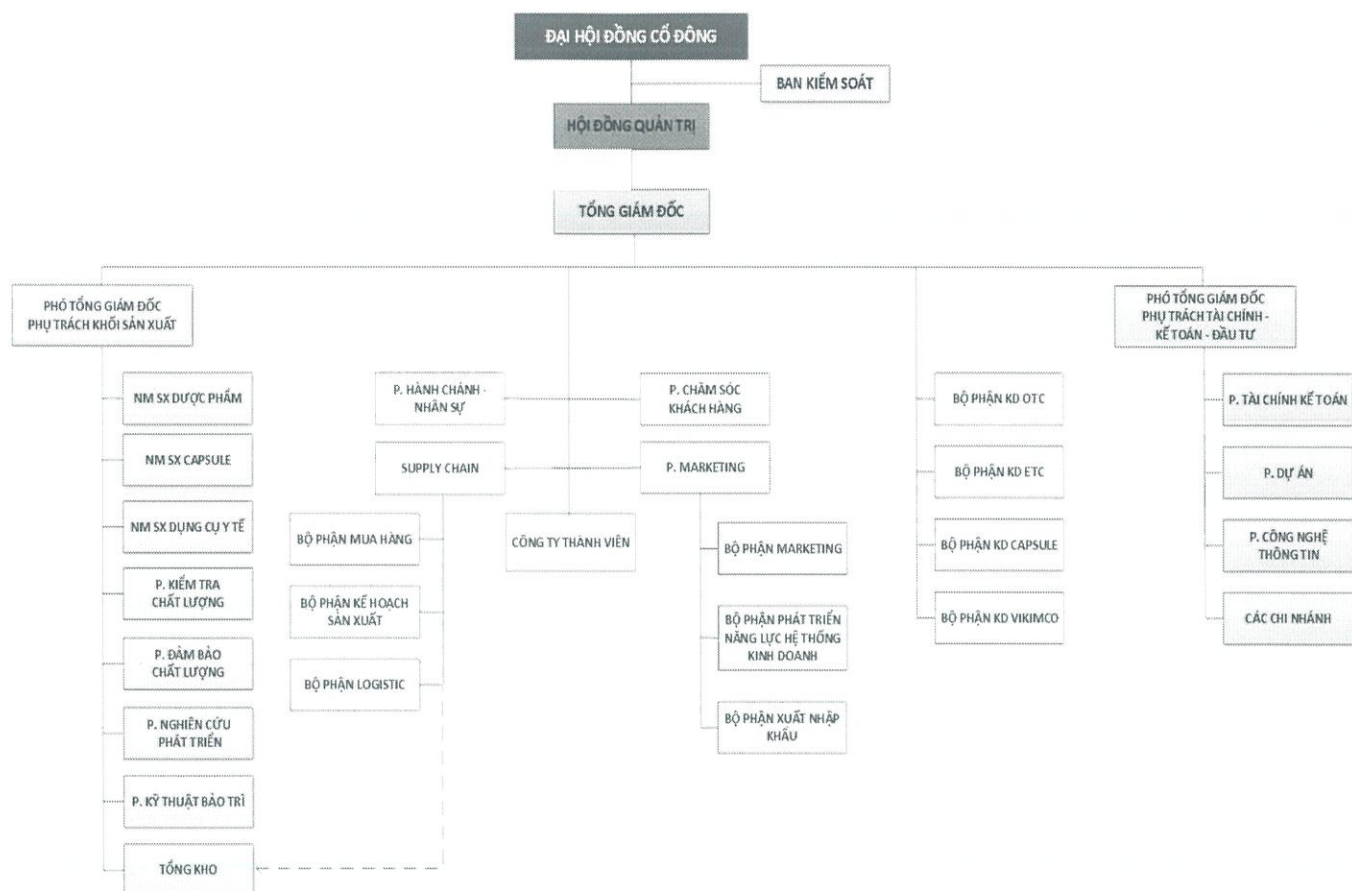 ĐẠI HỘI ĐỒNG CỔ ĐÔNG
BAN KIỂM SOÁT
HỘI ĐỒNG QUẢN TRỊ
TỔNG GIÁM ĐỐC
PHÓ TỔNG GIÁM ĐỐC
PHỤ TRÁCH KHỐI SẢN XUẤT
NM SX DƯỢC PHẨM
NM SX CAPSULE
NM SX DỤNG CỤ Y TẾ
P. KIỂM TRA
CHẤT LƯỢNG
P. ĐẢM BẢO
CHẤT LƯỢNG
P. NGHIÊN CỨU
PHÁT TRIỂN
P. KỸ THUẬT BẢO TRÌ
TỔNG KHO
P. HÀNH CHÁNH -
NHÂN SỰ
SUPPLY CHAIN
BỘ PHẬN MUA HÀNG
BỘ PHẬN KẾ HOẠCH
SẢN XUẤT
BỘ PHẬN LOGISTIC
CÔNG TY THÀNH VIÊN
P. CHĂM SÓC
KHÁCH HÀNG
P. MARKETING
BỘ PHẬN MARKETING
BỘ PHẬN PHÁT TRIỂN
NĂNG LỰC HỆ THỐNG
KINH DOANH
BỘ PHẬN XUẤT NHẬP
KHẨU
BỘ PHẬN KD OTC
BỘ PHẬN KD ETC
BỘ PHẬN KD CAPSULE
BỘ PHẬN KD VIKIMCO
PHÓ TỔNG GIÁM ĐỐC
PHỤ TRÁCH TÀI CHÍNH -
KẾ TOÁN - ĐẦU TƯ
P. TÀI CHÍNH KẾ TOÁN
P. DỰ ÁN
P. CÔNG NGHỆ
THÔNG TIN
CÁC CHI NHÁNH